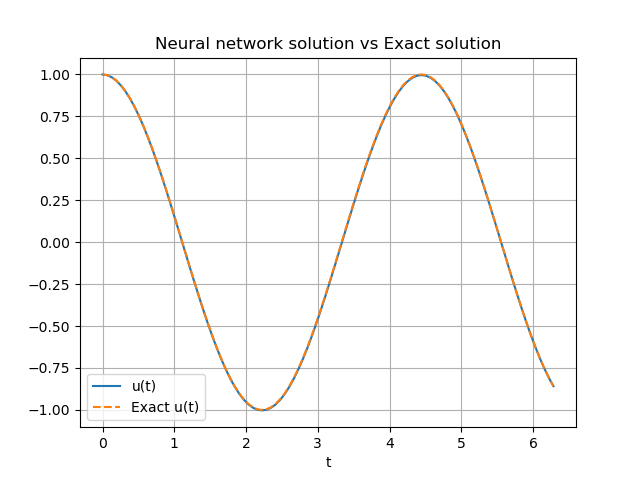 Neural network solution vs Exact solution
1.00
0.75
0.50
0.25
0.00
−0.25
−0.50
−0.75
−1.00
u(t)
Exact u(t)
0 1 2 3 4 5 6
t